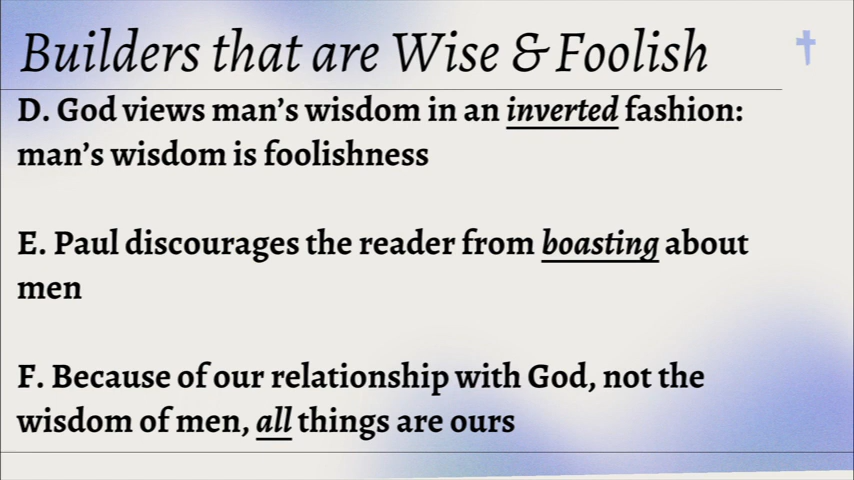 Builders that are Wise & Foolish
D. God views man's wisdom in an inverted fashion:
man's wisdom is foolishness
E. Paul discourages the reader from boasting about
men
F. Because of our relationship with God, not the
wisdom of men, all things are ours